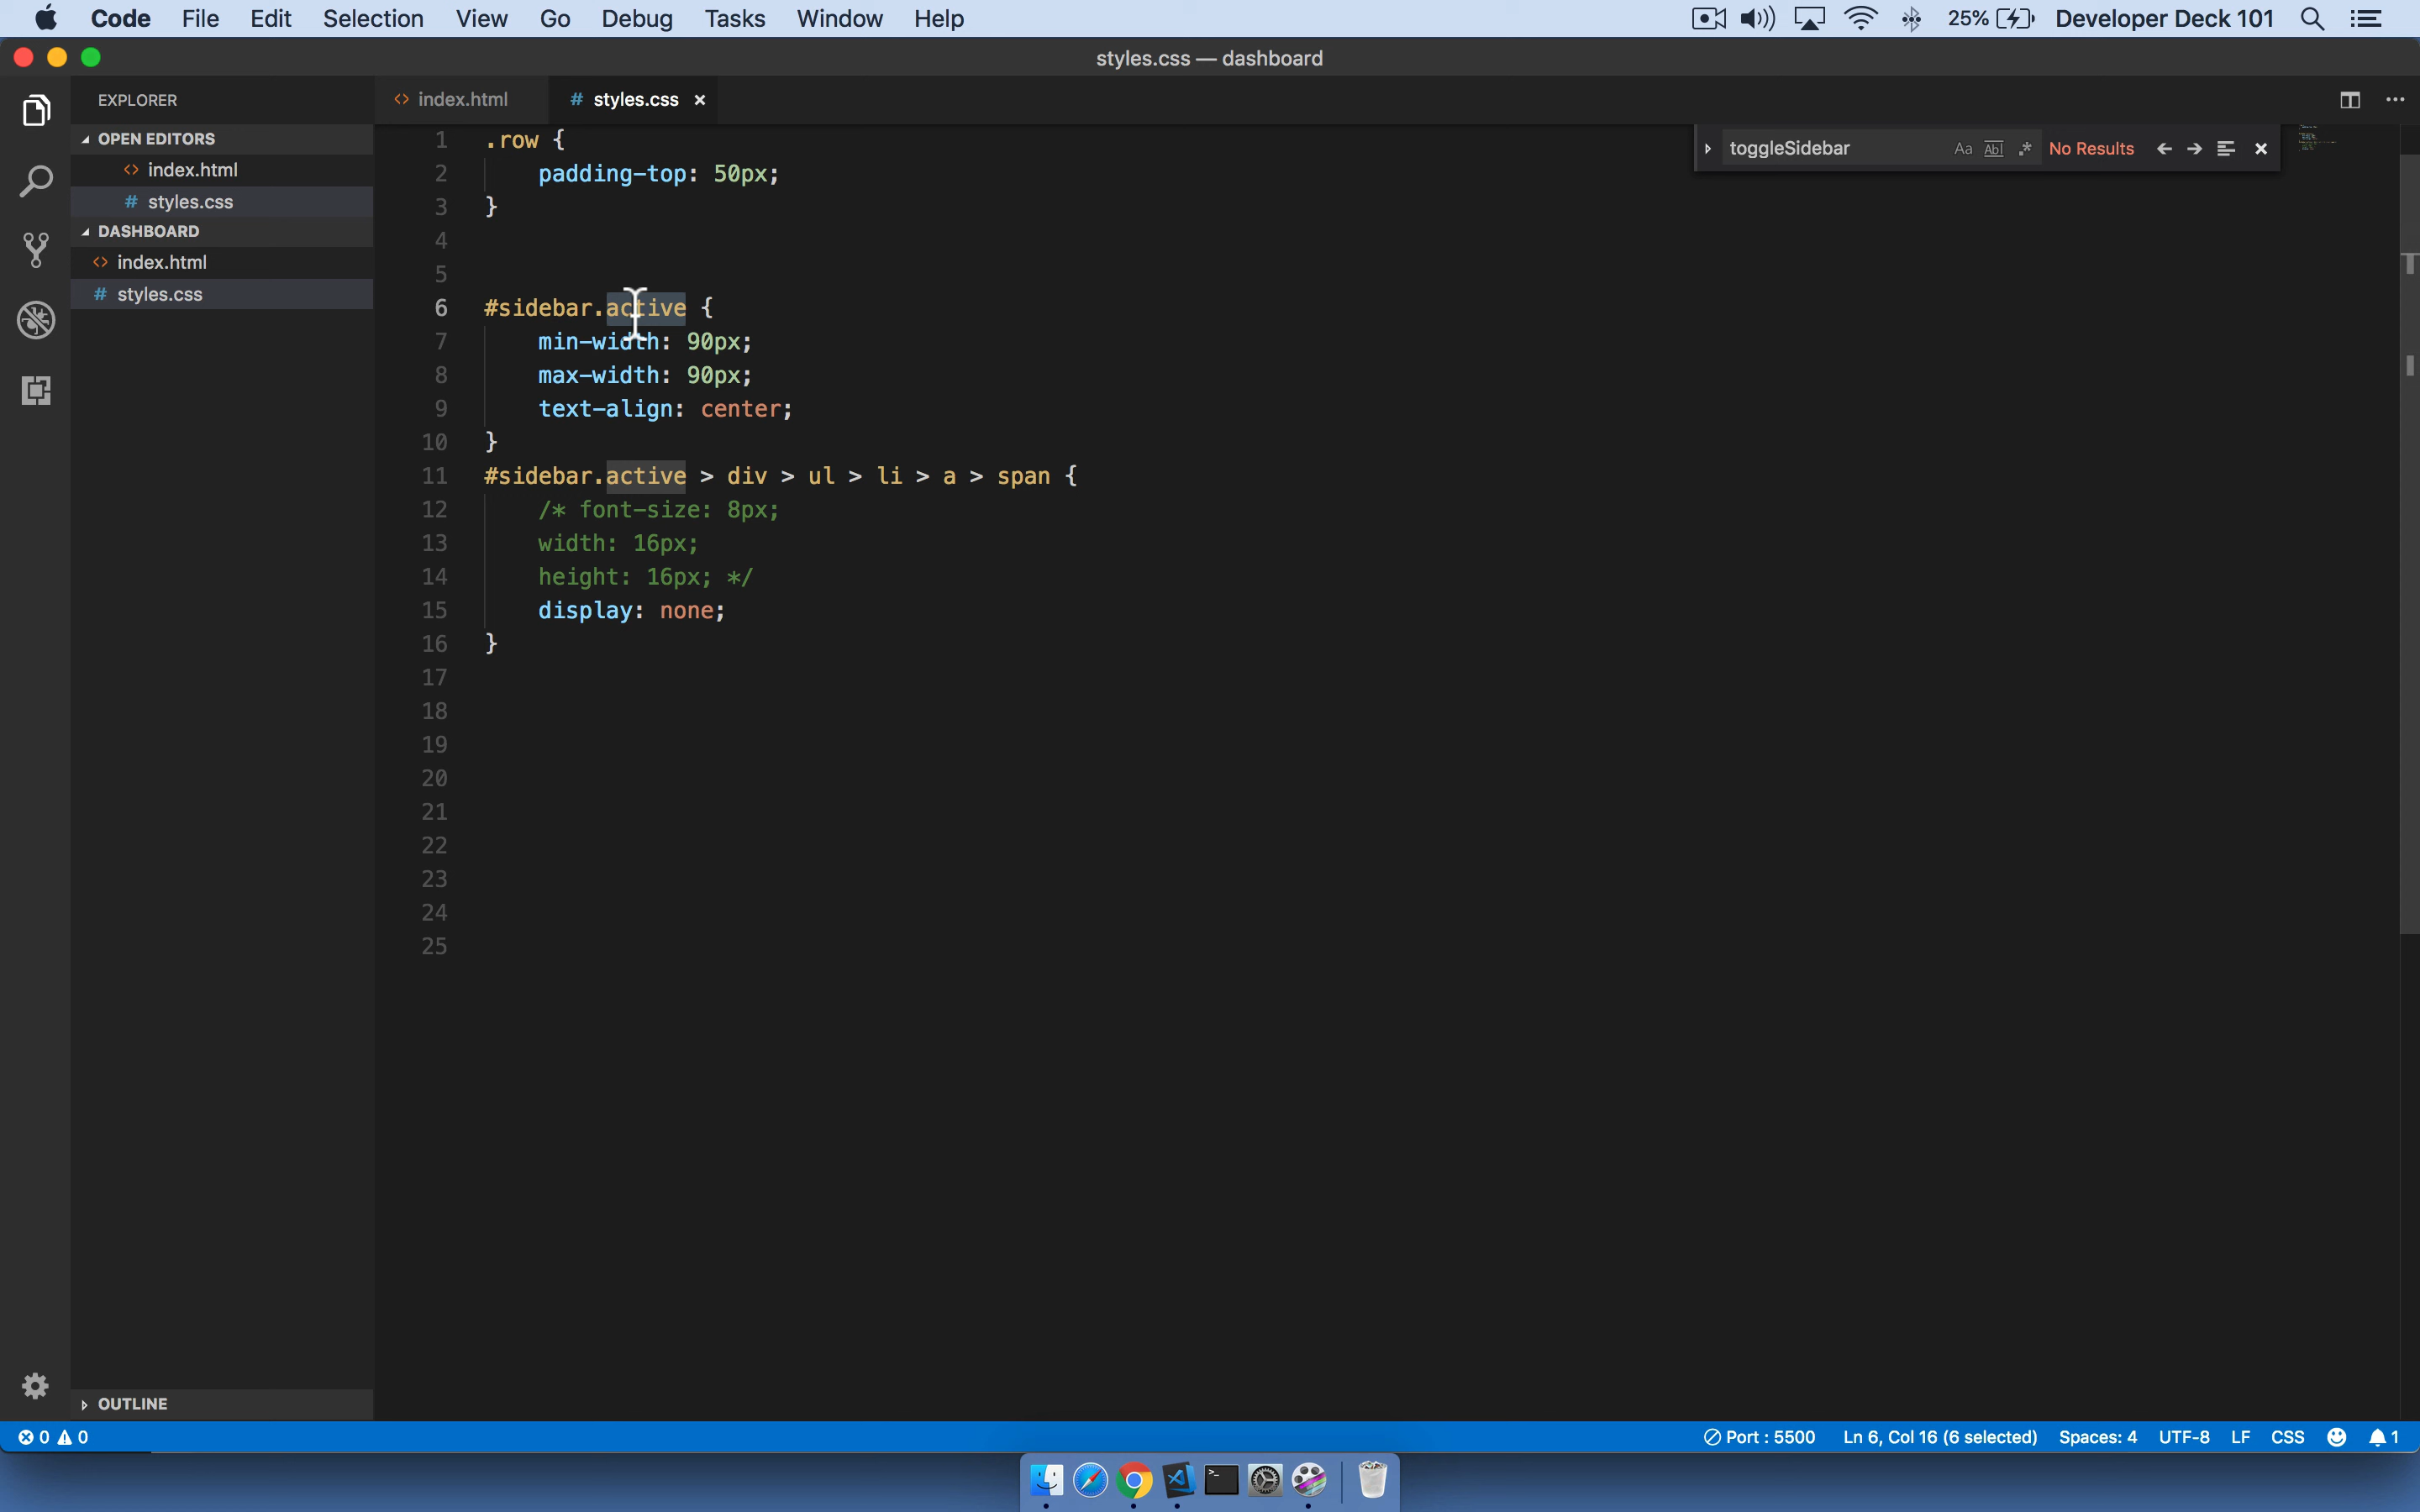 Code File Edit Selection View Go Debug Tasks Window Help 25% Developer Deck 101
styles.css — dashboard
EXPLORER
<> index.html # styles.css ×
OPEN EDITORS
<> index.html
# styles.css
DASHBOARD
<> index.html
# styles.css
toggleSidebar Aa Abl .* No Results
1 .row {
2 padding-top: 50px;
3 }
4
5
6 #sidebar.active {
7 min-width: 90px;
8 max-width: 90px;
9 text-align: center;
10 }
11 #sidebar.active > div > ul > li > a > span {
12 /* font-size: 8px;
13 width: 16px;
14 height: 16px; */
15 display: none;
16 }
17
18
19
20
21
22
23
24
25
OUTLINE
0 0 Port : 5500 Ln 6, Col 16 (6 selected) Spaces: 4 UTF-8 LF CSS 1